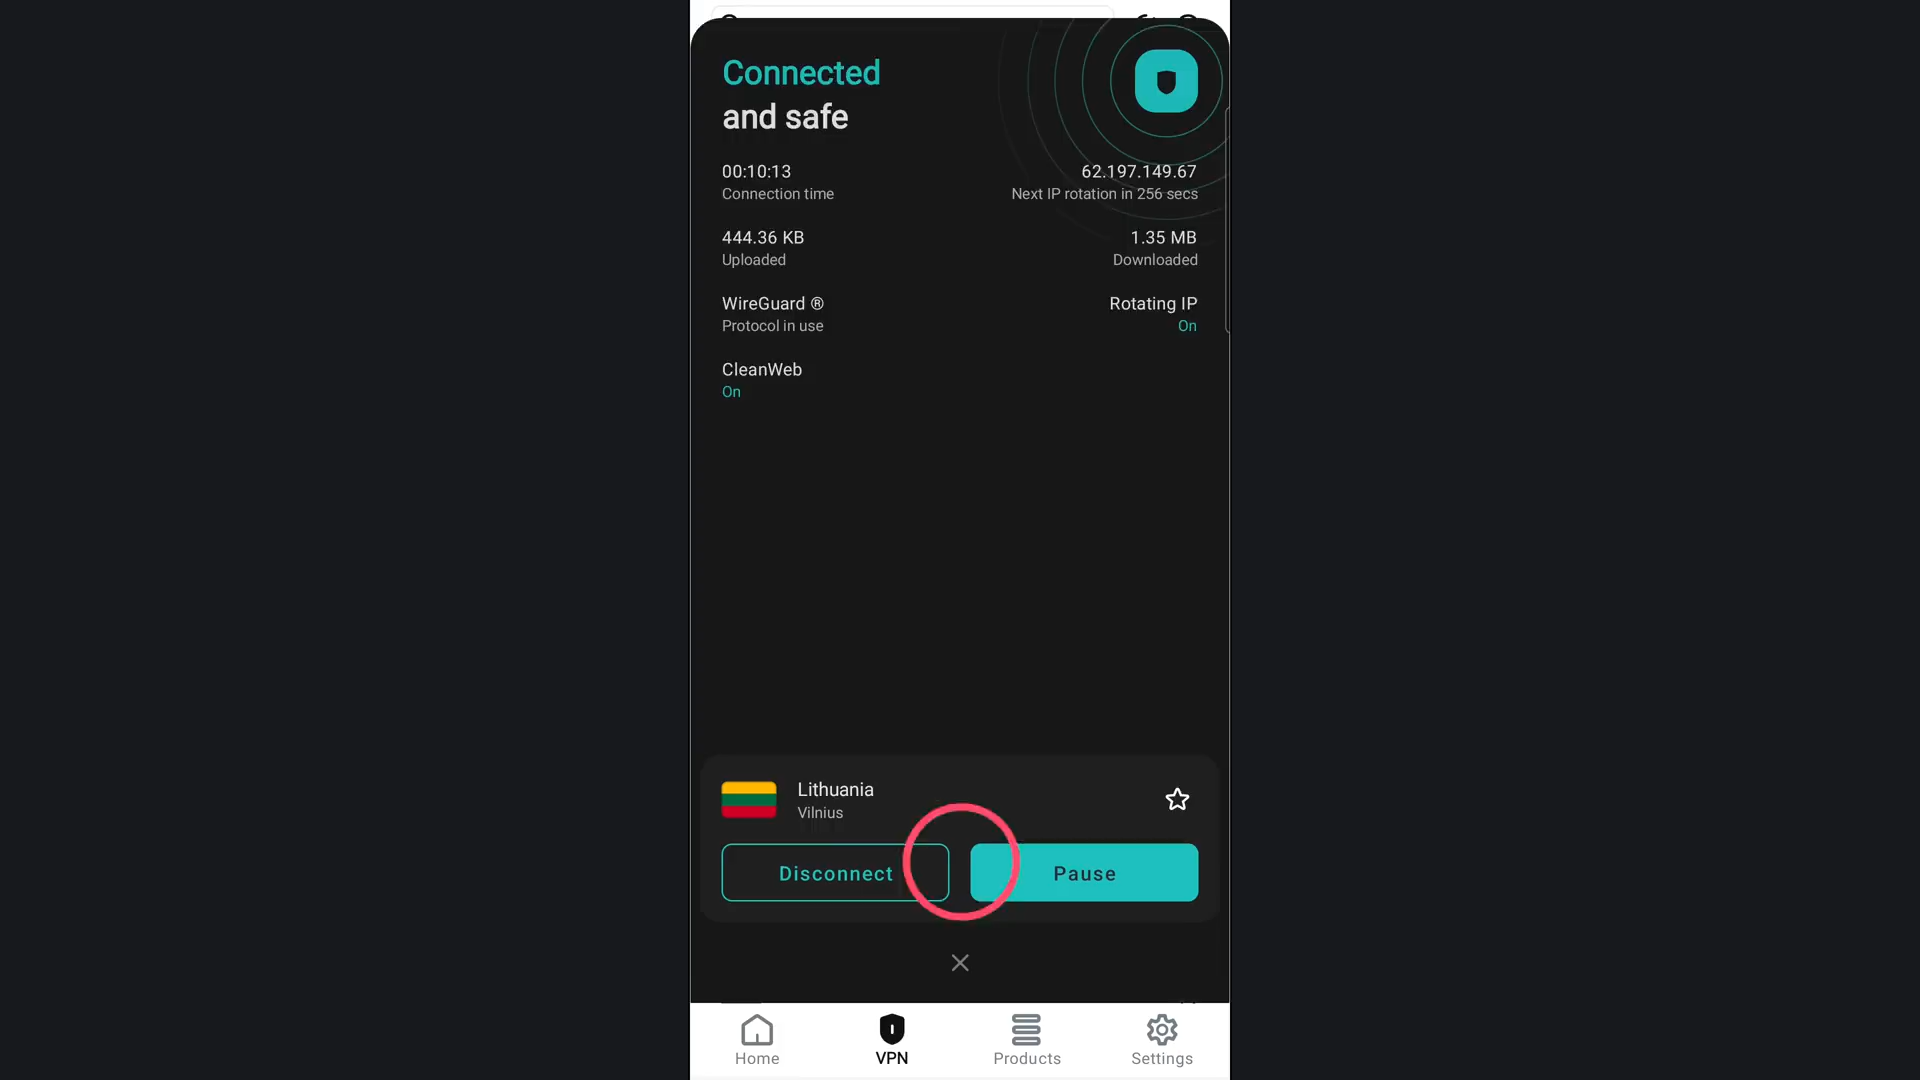 Connected
and safe
00:10:13
Connection time
62.197.149.67
Next IP rotation in 256 secs
444.36 KB
Uploaded
1.35 MB
Downloaded
WireGuard ®
Protocol in use
Rotating IP
On
CleanWeb
On
Lithuania
Vilnius
Disconnect
Pause
Home
VPN
Products
Settings